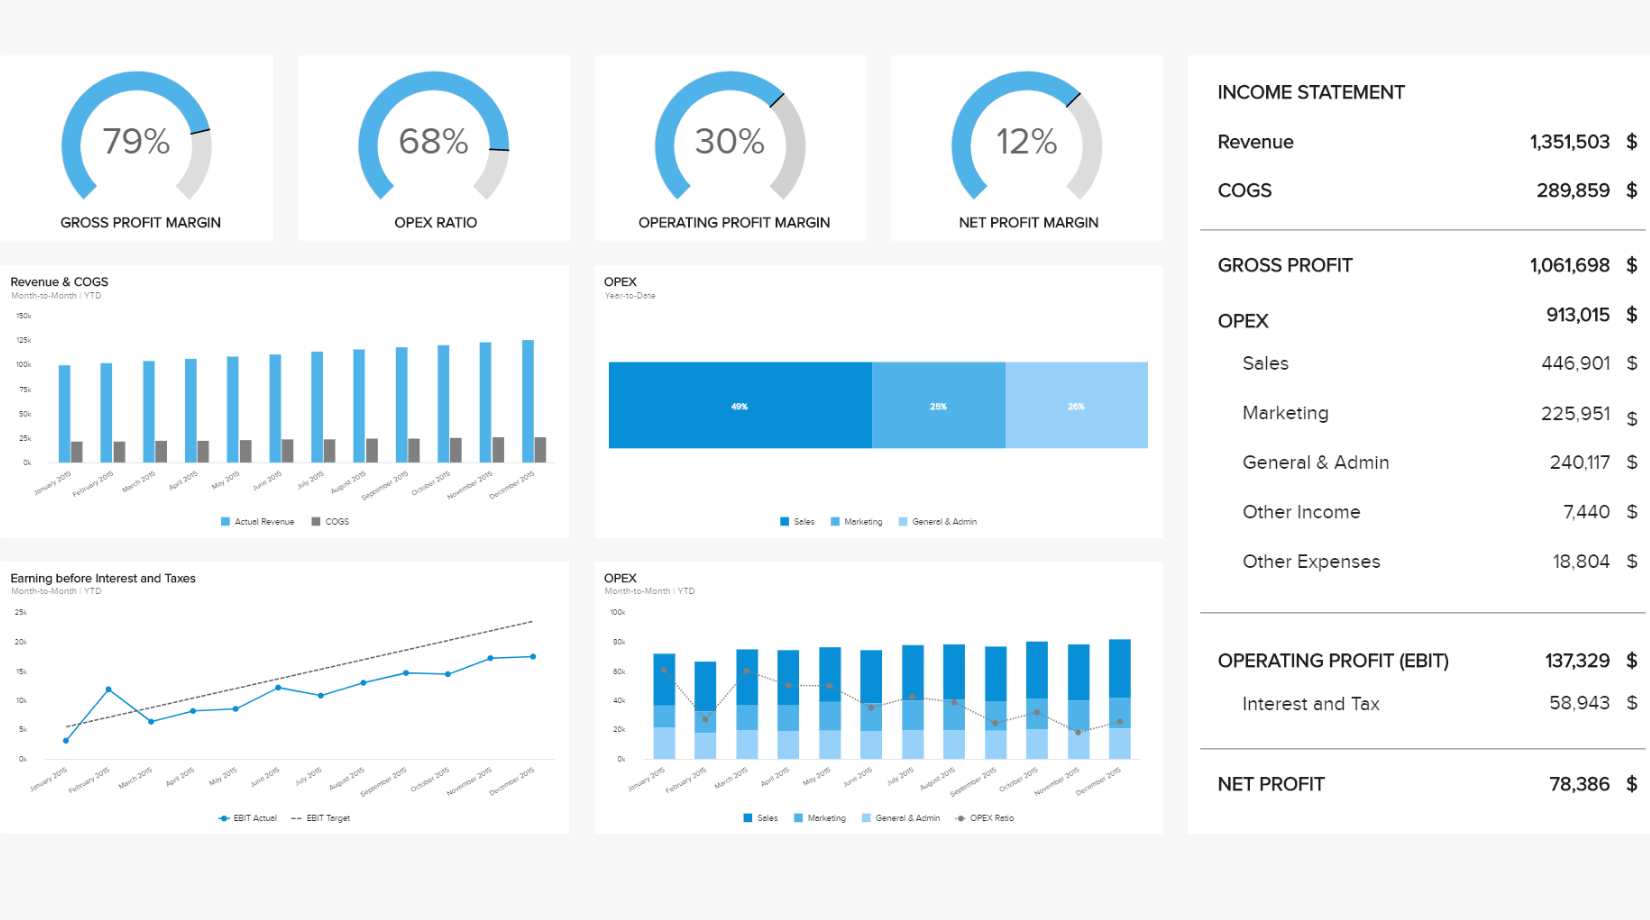 79%
GROSS PROFIT MARGIN
68%
OPEX RATIO
30%
OPERATING PROFIT MARGIN
12%
NET PROFIT MARGIN
Revenue & COGS
Month-to-Month | YTD
150k
125k
100k
75k
50k
25k
0k
January 2015
February 2015
March 2015
April 2015
May 2015
June 2015
July 2015
August 2015
September 2015
October 2015
November 2015
December 2015
Actual Revenue
COGS
OPEX
Year-to-Date
49%
25%
26%
Sales
Marketing
General & Admin
Earning before Interest and Taxes
Month-to-Month | YTD
25k
20k
15k
10k
5k
0k
January 2015
February 2015
March 2015
April 2015
May 2015
June 2015
July 2015
August 2015
September 2015
October 2015
November 2015
December 2015
EBIT Actual
EBIT Target
OPEX
Month-to-Month | YTD
100k
80k
60k
40k
20k
0k
January 2015
February 2015
March 2015
April 2015
May 2015
June 2015
July 2015
August 2015
September 2015
October 2015
November 2015
December 2015
Sales
Marketing
General & Admin
OPEX Ratio
INCOME STATEMENT
Revenue 1,351,503 $
COGS 289,859 $
GROSS PROFIT 1,061,698 $
OPEX 913,015 $
Sales 446,901 $
Marketing 225,951 $
General & Admin 240,117 $
Other Income 7,440 $
Other Expenses 18,804 $
OPERATING PROFIT (EBIT) 137,329 $
Interest and Tax 58,943 $
NET PROFIT 78,386 $